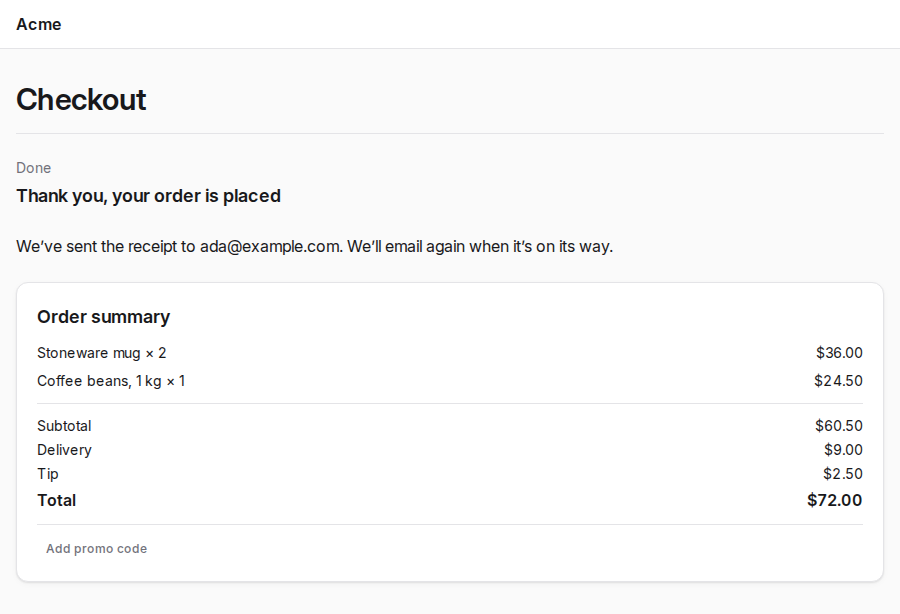 Acme
Checkout
Done
Thank you, your order is placed
We’ve sent the receipt to ada@example.com. We’ll email again when it’s on its way.
Order summary
Stoneware mug × 2 $36.00
Coffee beans, 1 kg × 1 $24.50
Subtotal $60.50
Delivery $9.00
Tip $2.50
Total $72.00
Add promo code